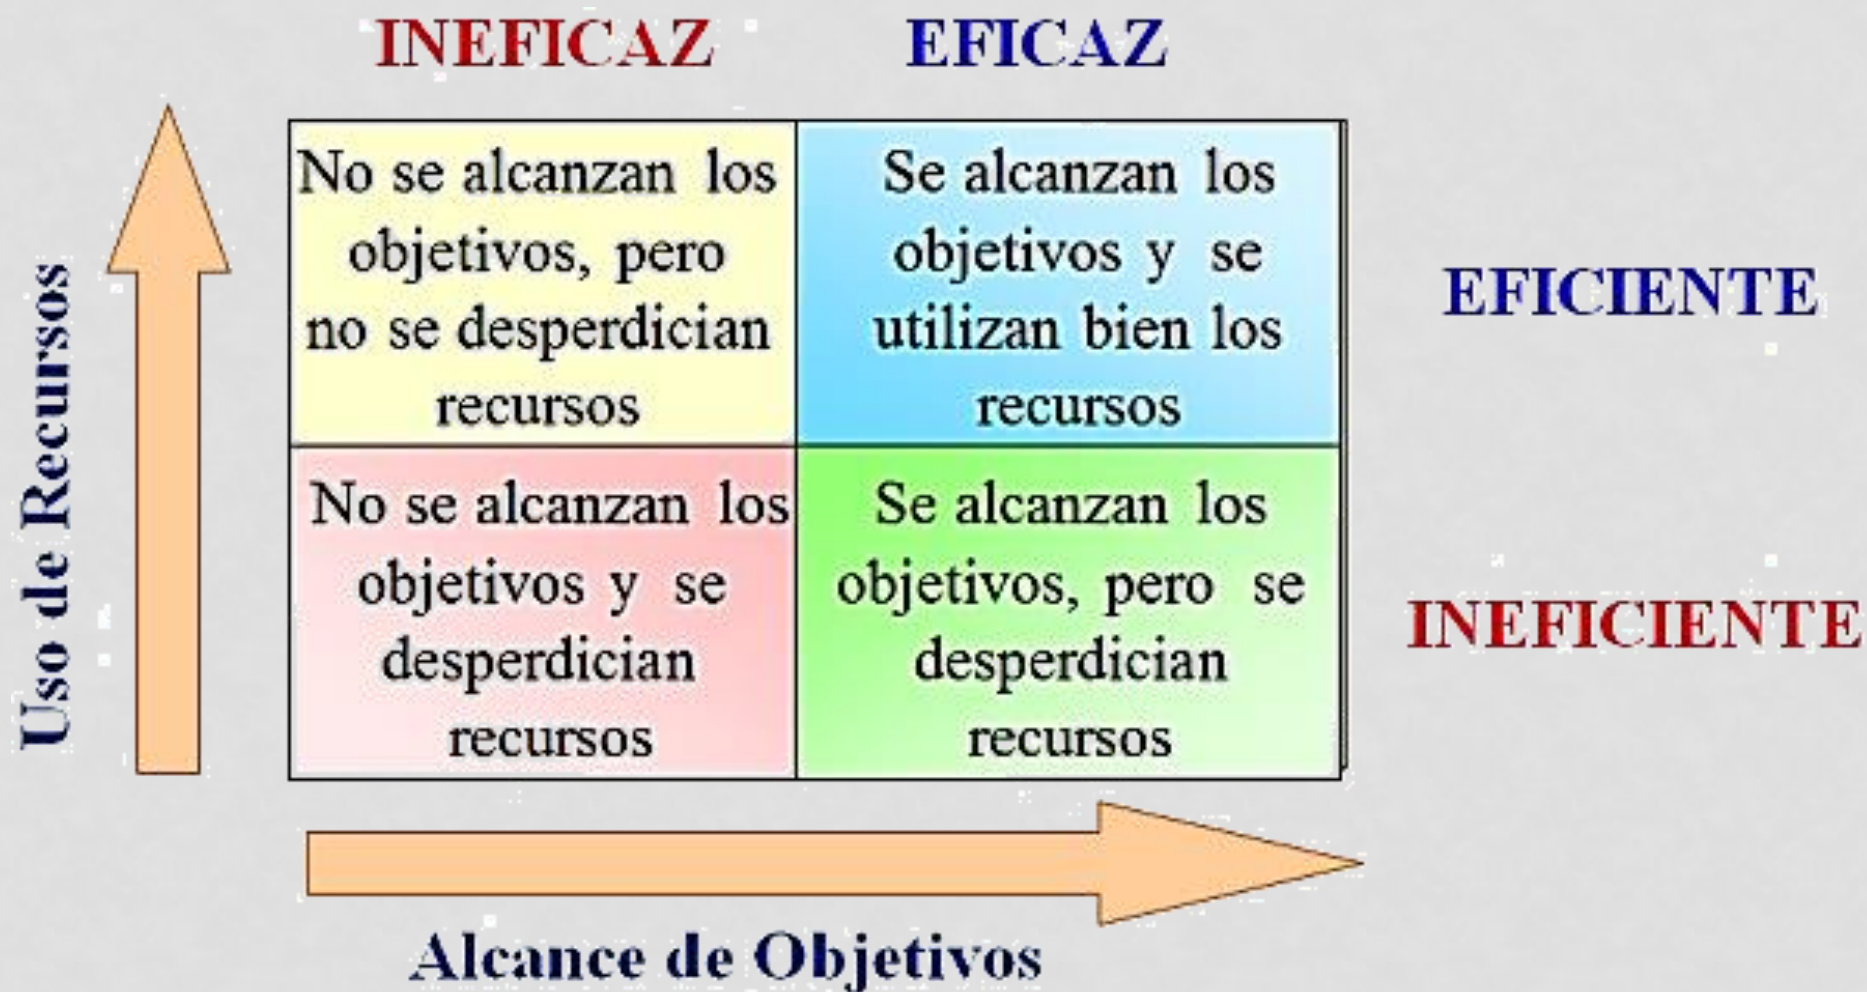 INEFICAZ
EFICAZ
No se alcanzan los
objetivos, pero
no se desperdician
recursos
Se alcanzan los
objetivos y se
utilizan bien los
recursos
EFICIENTE
No se alcanzan los
objetivos y se
desperdician
recursos
Se alcanzan los
objetivos, pero se
desperdician
recursos
INEFICIENTE
Uso de Recursos
Alcance de Objetivos